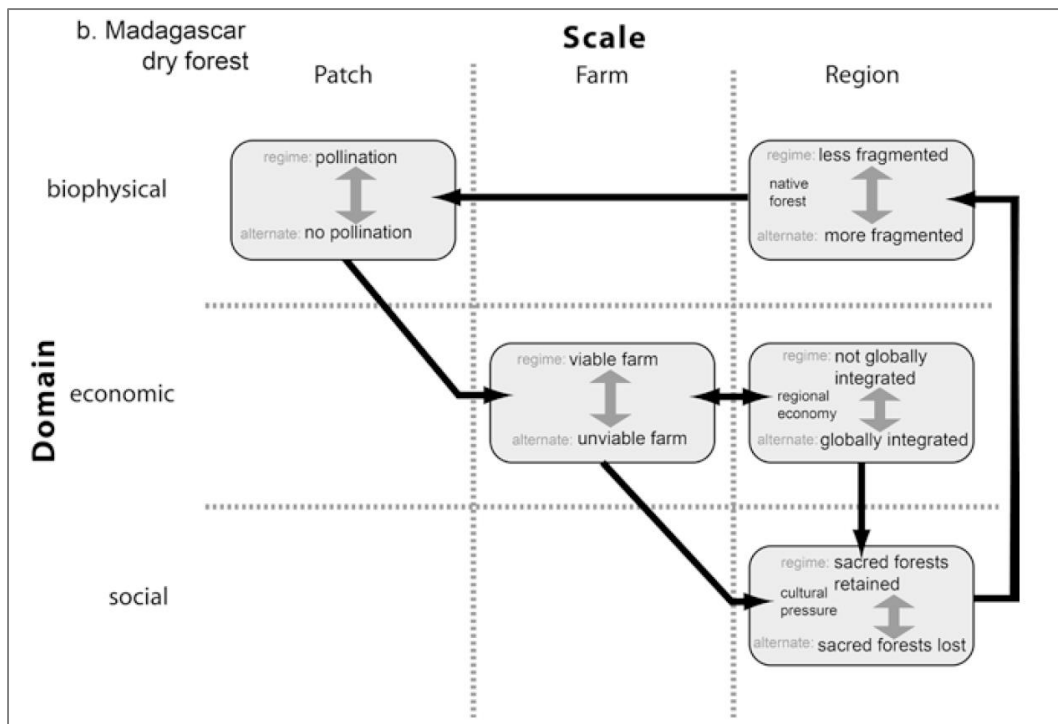 b. Madagascar
dry forest
Scale
Patch
Farm
Region
Domain
biophysical
regime: pollination
alternate: no pollination
regime: less fragmented
native
forest
alternate: more fragmented
economic
regime: viable farm
alternate: unviable farm
regime: not globally
integrated
regional
economy
alternate: globally integrated
social
regime: sacred forests
retained
cultural
pressure
alternate: sacred forests lost